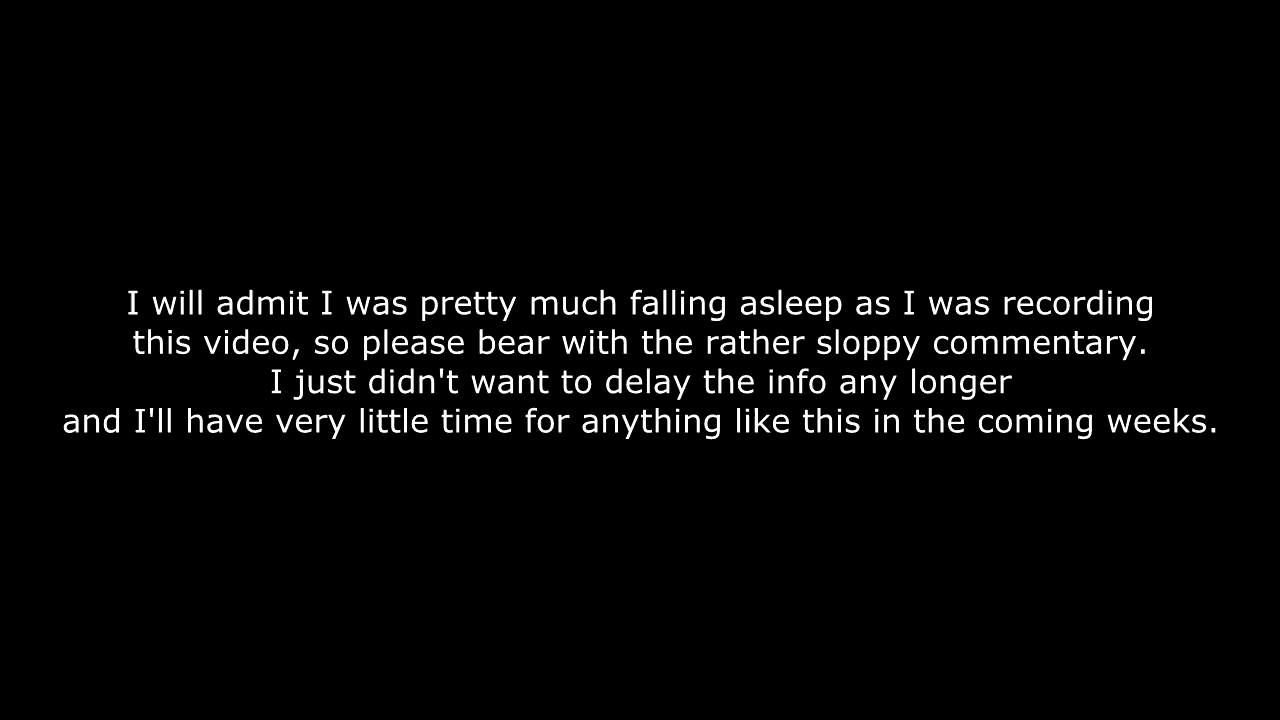 I will admit I was pretty much falling asleep as I was recording
this video, so please bear with the rather sloppy commentary.
I just didn't want to delay the info any longer
and I'll have very little time for anything like this in the coming weeks.